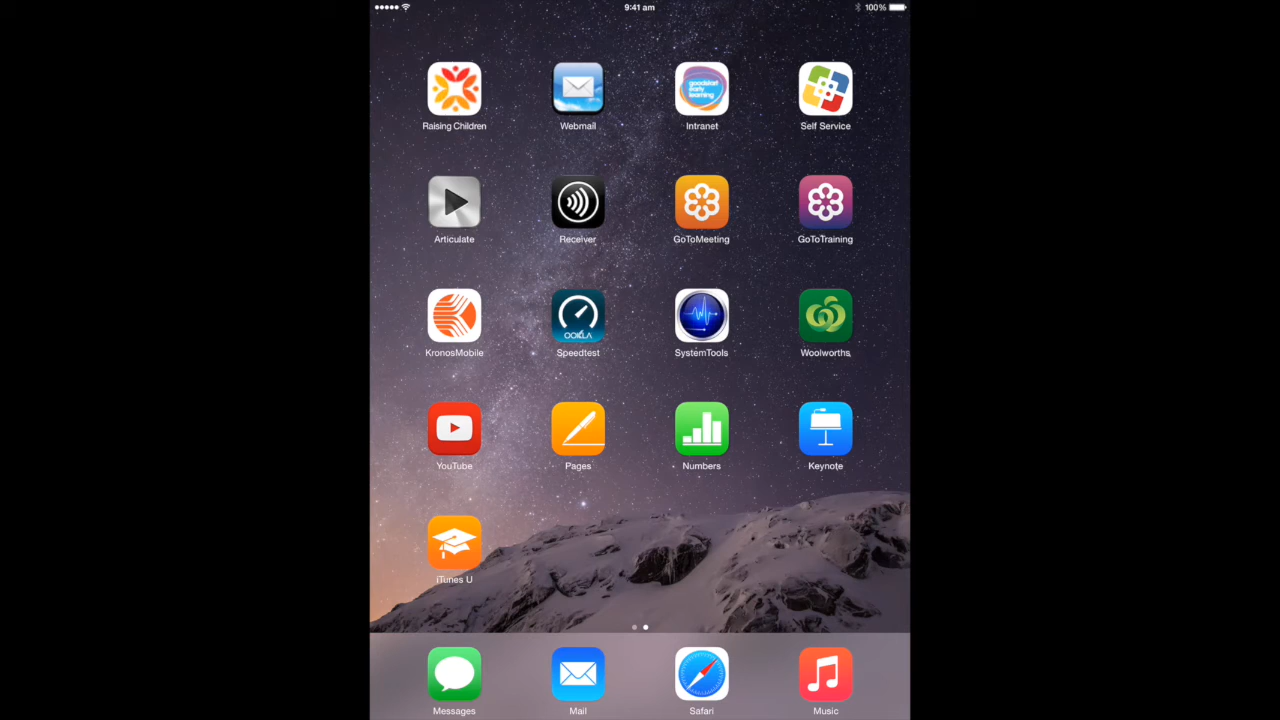 9:41 am
100%
goodstart
early
learning
Raising Children
Webmail
Intranet
Self Service
Articulate
Receiver
GoToMeeting
GoToTraining
OOKLA
KronosMobile
Speedtest
SystemTools
Woolworths
YouTube
Pages
Numbers
Keynote
iTunes U
Messages
Mail
Safari
Music